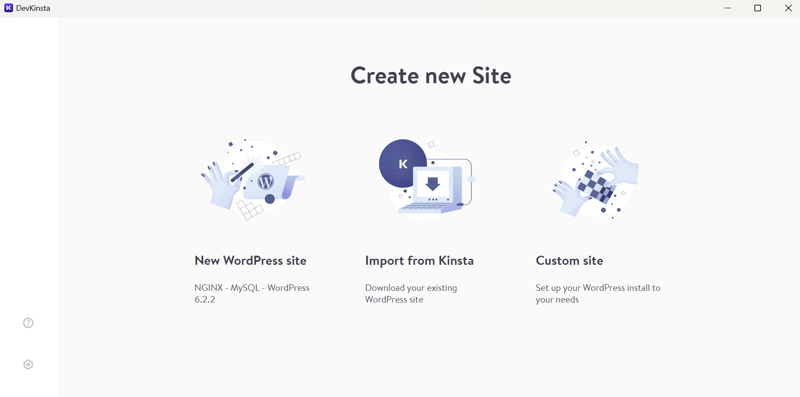 DevKinsta
Create new Site
K
New WordPress site
NGINX - MySQL - WordPress
6.2.2
Import from Kinsta
Download your existing
WordPress site
Custom site
Set up your WordPress install to
your needs